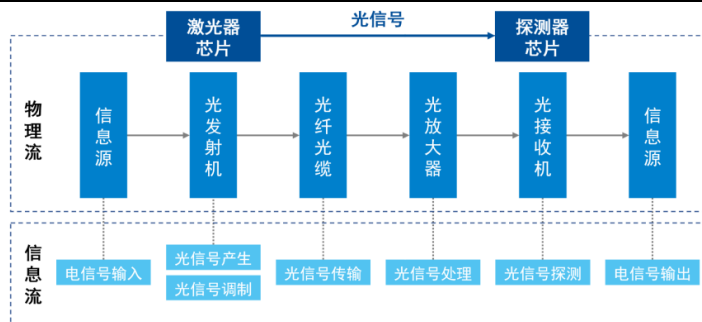 激光器
芯片
光信号
探测器
芯片
物理流
信息源
光发射机
光纤光缆
光放大器
光接收机
信息源
信息流
电信号输入
光信号产生
光信号调制
光信号传输
光信号处理
光信号探测
电信号输出